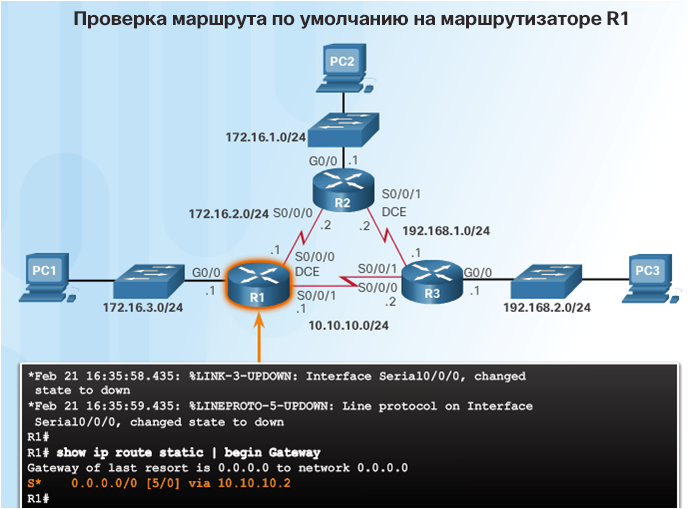 Проверка маршрута по умолчанию на маршрутизаторе R1
PC2
172.16.1.0/24
G0/0 .1
R2
172.16.2.0/24 S0/0/0
.2
S0/0/1
DCE
.2
192.168.1.0/24
.1
S0/0/0
DCE
.1
S0/0/1
PC1
G0/0
.1
172.16.3.0/24
R1
S0/0/1
.1
S0/0/0
.2
10.10.10.0/24
R3
G0/0
.1
192.168.2.0/24
PC3
*Feb 21 16:35:58.435: %LINK-3-UPDOWN: Interface Serial0/0/0, changed
state to down
*Feb 21 16:35:59.435: %LINEPROTO-5-UPDOWN: Line protocol on Interface
Serial0/0/0, changed state to down
R1#
R1# show ip route static | begin Gateway
Gateway of last resort is 0.0.0.0 to network 0.0.0.0
S* 0.0.0.0/0 [5/0] via 10.10.10.2
R1#